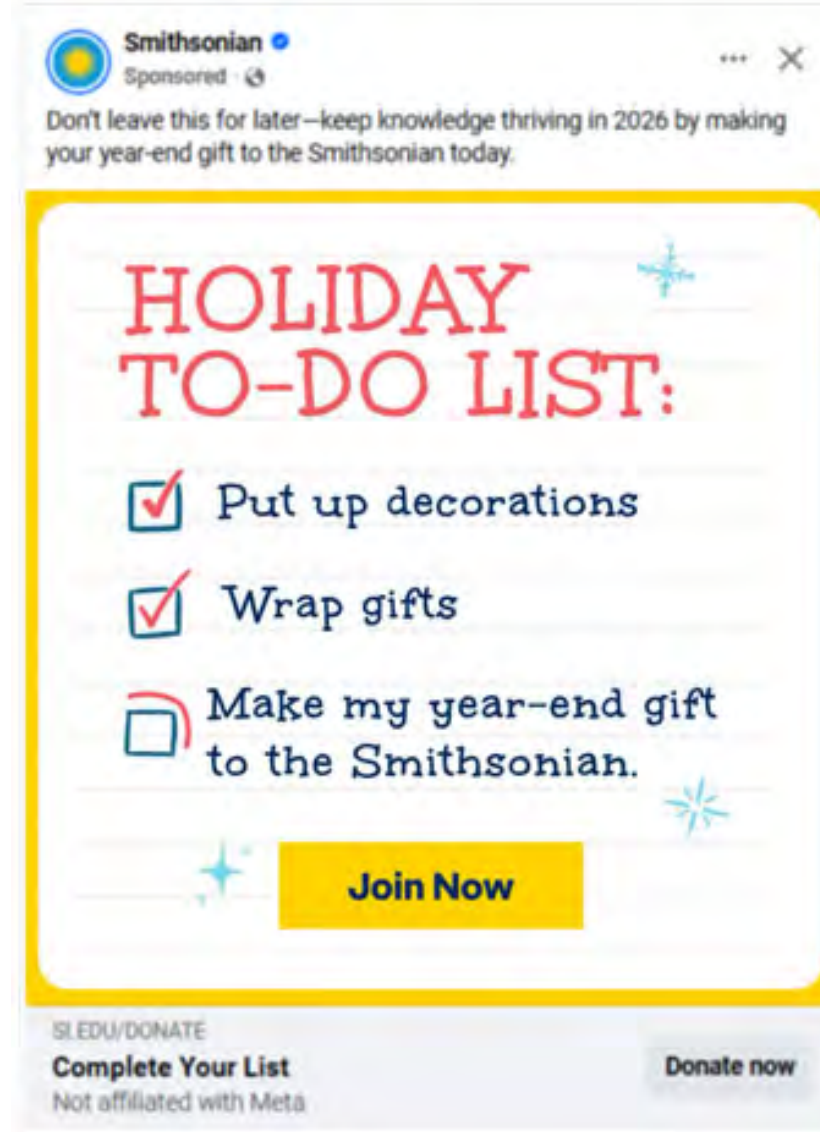 Smithsonian
Sponsored ·
Don't leave this for later—keep knowledge thriving in 2026 by making
your year-end gift to the Smithsonian today.
HOLIDAY
TO-DO LIST:
Put up decorations
Wrap gifts
Make my year-end gift
to the Smithsonian.
Join Now
SI.EDU/DONATE
Complete Your List
Donate now
Not affiliated with Meta